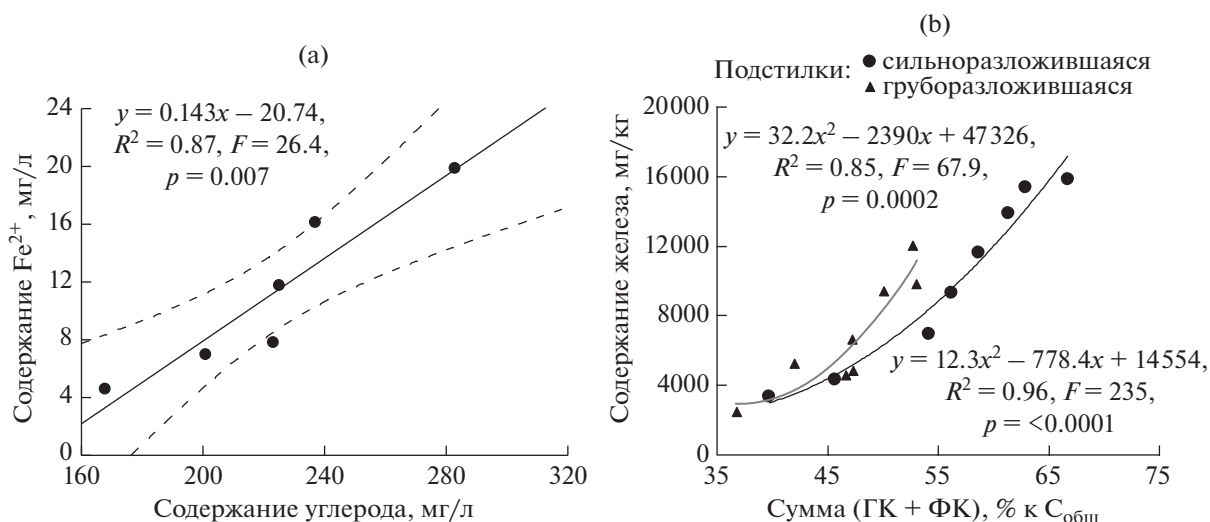 (a)
Содержание Fe²⁺, мг/л
24
20
16
12
8
4
0
y = 0.143x – 20.74,
R² = 0.87, F = 26.4,
p = 0.007
160
200
240
280
320
Содержание углерода, мг/л
(b)
Подстилки:
сильноразложившаяся
груборазложившаяся
Содержание железа, мг/кг
20000
16000
12000
8000
4000
0
y = 32.2x² – 2390x + 47326,
R² = 0.85, F = 67.9,
p = 0.0002
y = 12.3x² – 778.4x + 14554,
R² = 0.96, F = 235,
p = <0.0001
35
45
55
65
75
Сумма (ГК + ФК), % к Cобщ